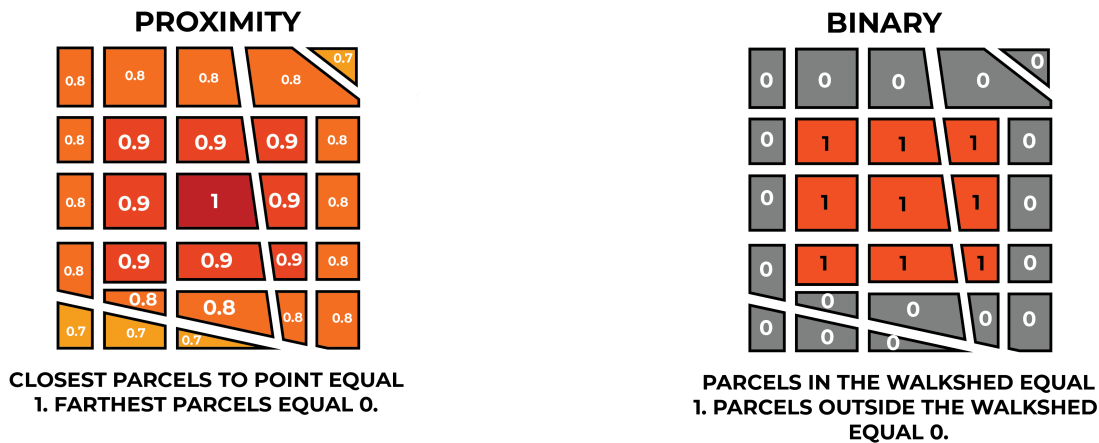 PROXIMITY
0.8 0.8 0.8 0.8 0.7
0.8 0.9 0.9 0.9 0.8
0.8 0.9 1 0.9 0.8
0.8 0.9 0.9 0.9 0.8
0.8 0.8 0.8 0.8
0.7 0.7 0.7
CLOSEST PARCELS TO POINT EQUAL
1. FARTHEST PARCELS EQUAL 0.
BINARY
0 0 0 0 0
0 1 1 1 0
0 1 1 1 0
0 1 1 1 0
0 0 0 0
0 0 0
PARCELS IN THE WALKSHED EQUAL
1. PARCELS OUTSIDE THE WALKSHED
EQUAL 0.